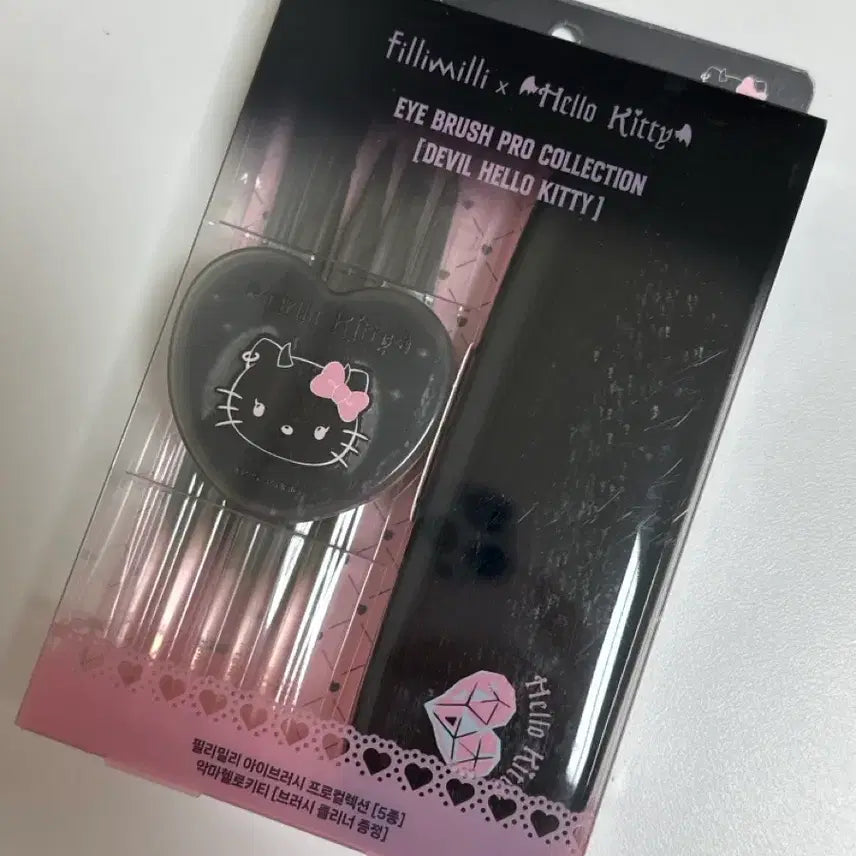 fillimilli x Hello Kitty
EYE BRUSH PRO COLLECTION
[DEVIL HELLO KITTY]
Hello Kitty
Hello Kitty
필리밀리 아이브러시 프로컬렉션 [5종]
악마헬로키티 [브러시 클리너 증정]